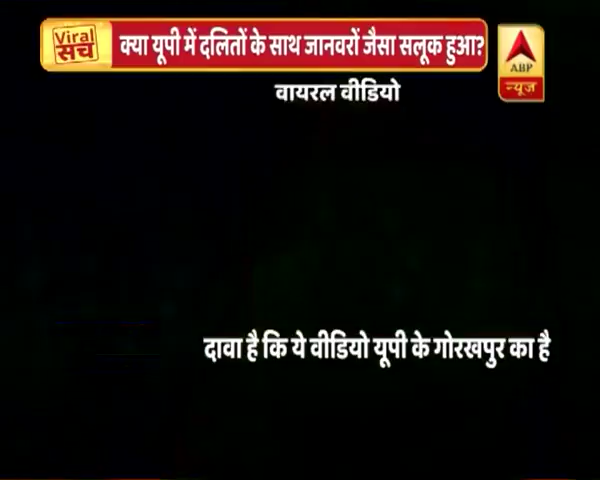 Viral
सच
क्या यूपी में दलितों के साथ जानवरों जैसा सलूक हुआ?
ABP
न्यूज़
वायरल वीडियो
दावा है कि ये वीडियो यूपी के गोरखपुर का है